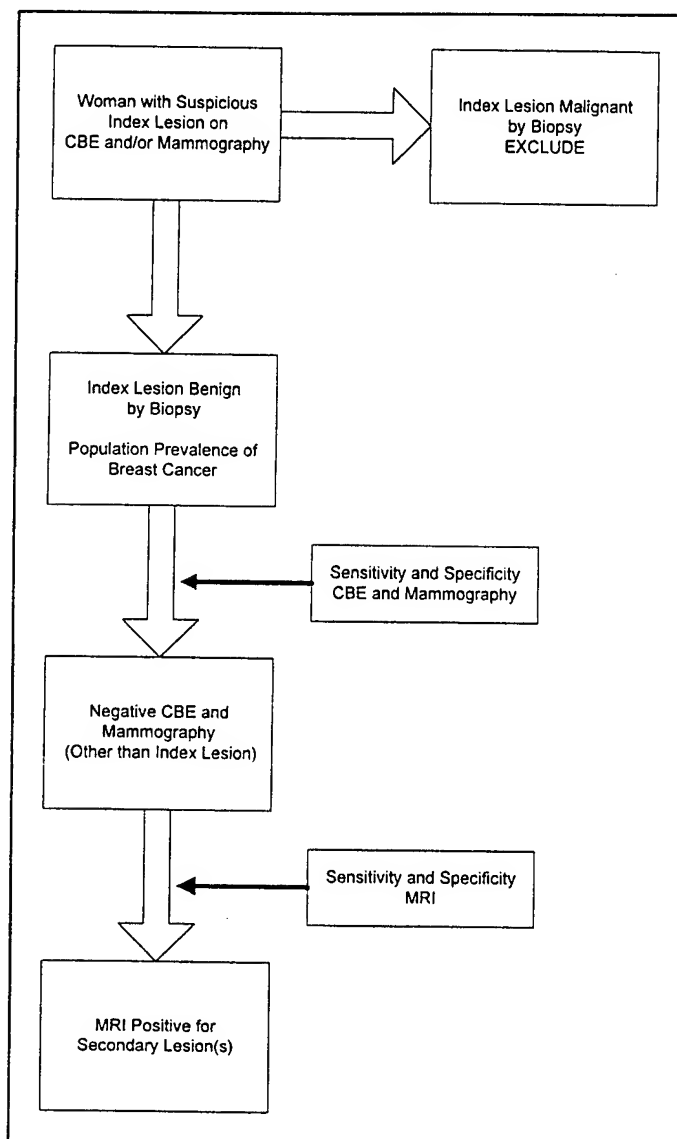 Woman with Suspicious
Index Lesion on
CBE and/or Mammography
Index Lesion Malignant
by Biopsy
EXCLUDE
Index Lesion Benign
by Biopsy
Population Prevalence of
Breast Cancer
Sensitivity and Specificity
CBE and Mammography
Negative CBE and
Mammography
(Other than Index Lesion)
Sensitivity and Specificity
MRI
MRI Positive for
Secondary Lesion(s)